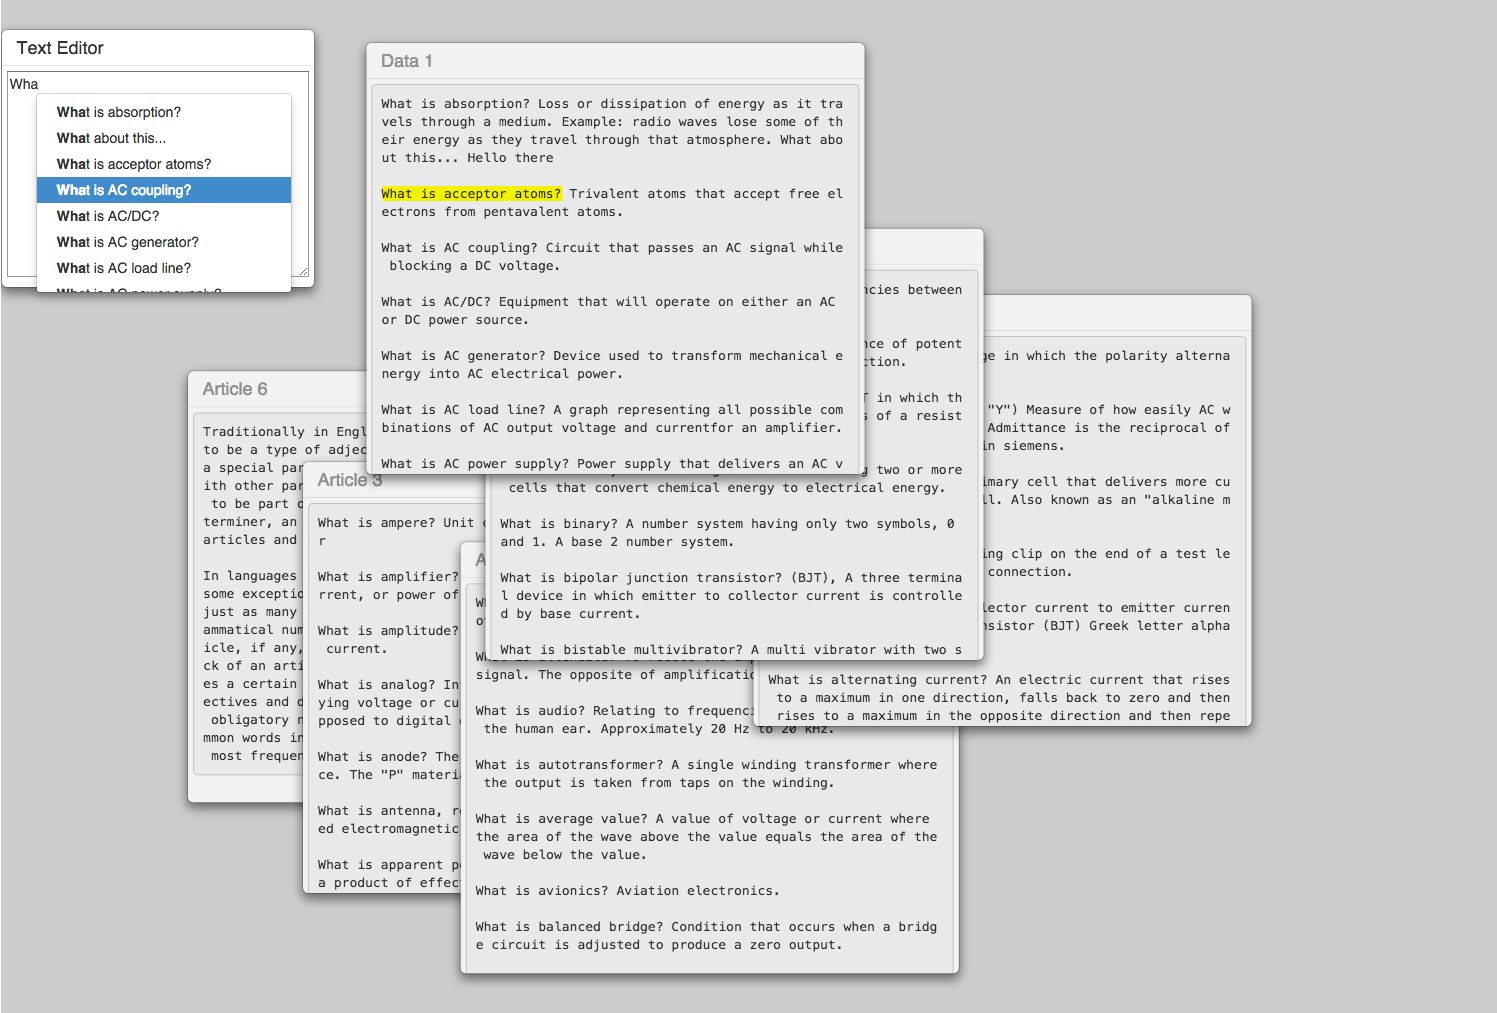 Text Editor
Wha
What is absorption?
What about this...
What is acceptor atoms?
What is AC coupling?
What is AC/DC?
What is AC generator?
What is AC load line?
What is AC power supply?
Data 1
What is absorption? Loss or dissipation of energy as it tra
vels through a medium. Example: radio waves lose some of th
eir energy as they travel through that atmosphere. What abo
ut this... Hello there
What is acceptor atoms? Trivalent atoms that accept free el
ectrons from pentavalent atoms.
What is AC coupling? Circuit that passes an AC signal while
blocking a DC voltage.
What is AC/DC? Equipment that will operate on either an AC
or DC power source.
What is AC generator? Device used to transform mechanical e
nergy into AC electrical power.
What is AC load line? A graph representing all possible com
binations of AC output voltage and currentfor an amplifier.
What is AC power supply? Power supply that delivers an AC v
Article 6
Traditionally in Engl
to be a type of adjec
a special par
ith other par
to be part o
terminer, an
articles and
In languages
some exceptio
just as many
ammatical num
icle, if any,
ck of an arti
es a certain
ectives and d
obligatory n
mmon words in
most frequen
Article 3
What is ampere? Unit
r
What is amplifier?
rrent, or power of
What is amplitude?
current.
What is analog? In
ying voltage or cu
pposed to digital
What is anode? The
ce. The "P" materi
What is antenna, r
ed electromagnetic
What is apparent p
a product of effec
A
signal. The opposite of amplificatio
What is audio? Relating to frequenci
the human ear. Approximately 20 Hz to 20 kHz.
What is autotransformer? A single winding transformer where
the output is taken from taps on the winding.
What is average value? A value of voltage or current where
the area of the wave above the value equals the area of the
wave below the value.
What is avionics? Aviation electronics.
What is balanced bridge? Condition that occurs when a bridg
e circuit is adjusted to produce a zero output.
ncies between
nce of potent
ction.
T in which th
s of a resist
g two or more
cells that convert chemical energy to electrical energy.
What is binary? A number system having only two symbols, 0
and 1. A base 2 number system.
What is bipolar junction transistor? (BJT), A three termina
l device in which emitter to collector current is controlle
d by base current.
What is bistable multivibrator? A multi vibrator with two s
ge in which the polarity alterna
"Y") Measure of how easily AC w
Admittance is the reciprocal of
in siemens.
imary cell that delivers more cu
ll. Also known as an "alkaline m
ing clip on the end of a test le
connection.
lector current to emitter curren
nsistor (BJT) Greek letter alpha
What is alternating current? An electric current that rises
to a maximum in one direction, falls back to zero and then
rises to a maximum in the opposite direction and then repe